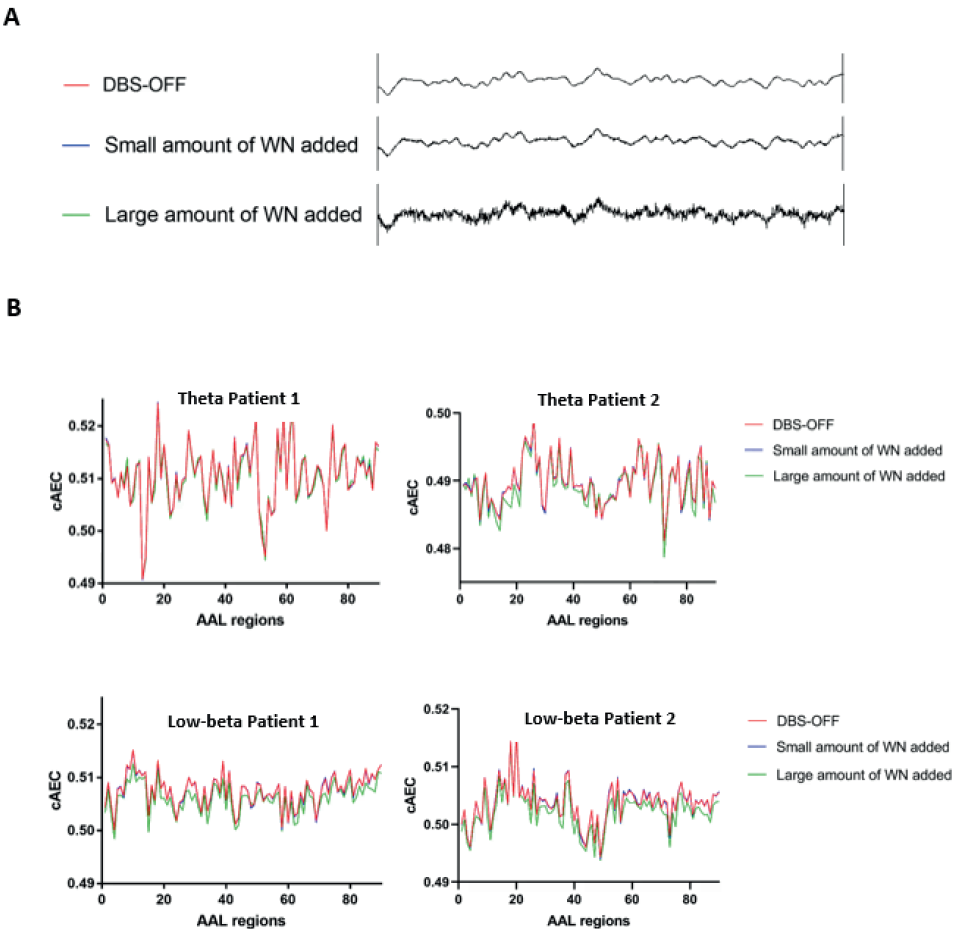 A
DBS-OFF
Small amount of WN added
Large amount of WN added
B
Theta Patient 1
0.52
0.51
0.50
0.49
cAEC
0 20 40 60 80
AAL regions
Theta Patient 2
0.50
0.49
0.48
cAEC
0 20 40 60 80
AAL regions
DBS-OFF
Small amount of WN added
Large amount of WN added
Low-beta Patient 1
0.52
0.51
0.50
0.49
cAEC
0 20 40 60 80
AAL regions
Low-beta Patient 2
0.52
0.51
0.50
0.49
cAEC
0 20 40 60 80
AAL regions
DBS-OFF
Small amount of WN added
Large amount of WN added